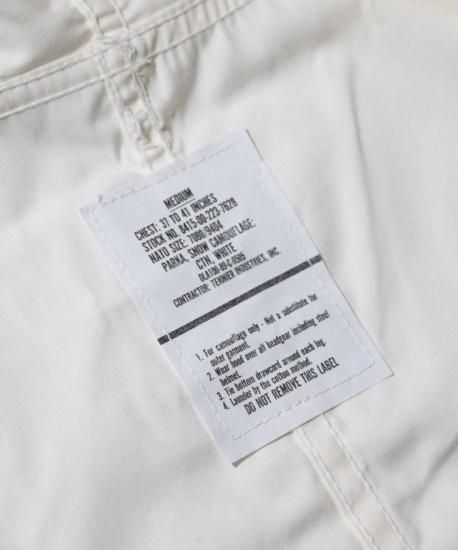 MEDIUM
CHEST: 37 TO 41 INCHES
STOCK NO. 8415-00-223-7628
NATO SIZE: 7080/9404
PARKA, SNOW CAMOUFLAGE:
CTN, WHITE
DLA100-89-C-0505
CONTRACTOR: TENNIER INDUSTRIES, INC.
1. For camouflage only - Not a substitute for
outer garment.
2. Wear hood over all headgear including steel
helmet.
3. Tie bottom drawcord around each leg.
4. Launder by the cotton method.
DO NOT REMOVE THIS LABEL